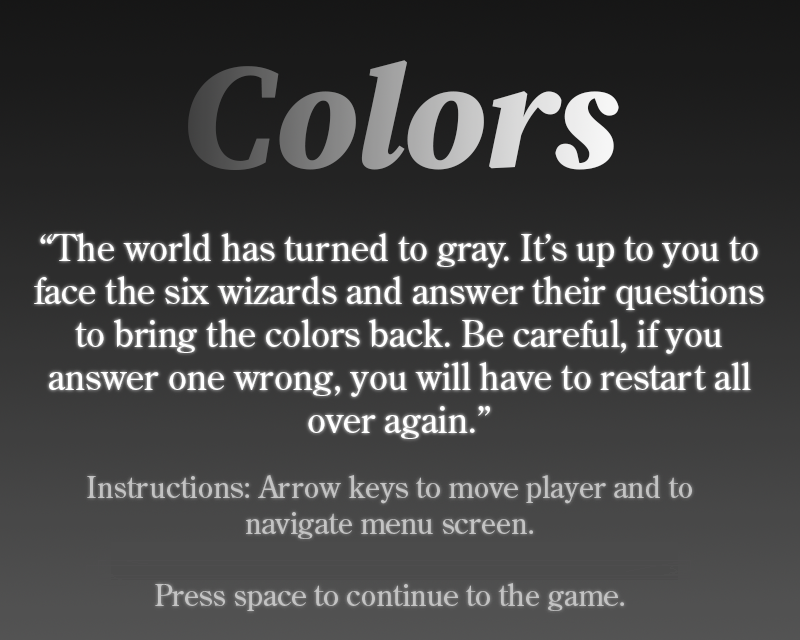 Colors
“The world has turned to gray. It’s up to you to
face the six wizards and answer their questions
to bring the colors back. Be careful, if you
answer one wrong, you will have to restart all
over again.”
Instructions: Arrow keys to move player and to
navigate menu screen.
Press space to continue to the game.